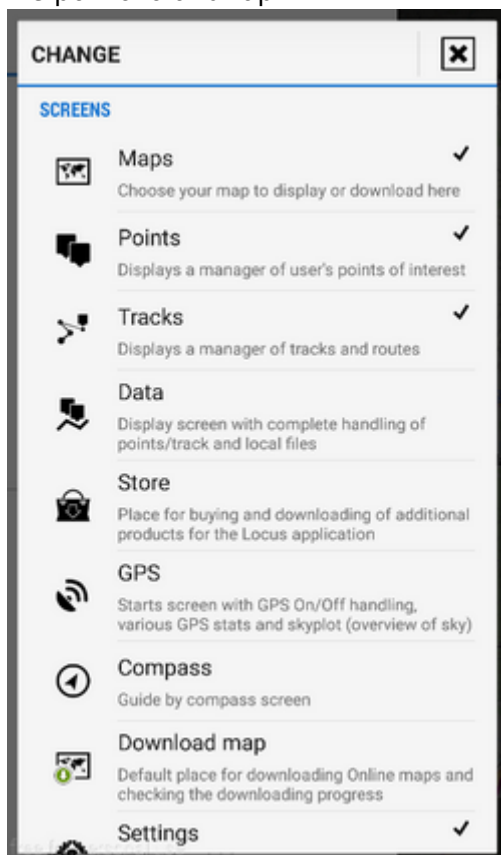 CHANGE
SCREENS
Maps
Choose your map to display or download here
Points
Displays a manager of user's points of interest
Tracks
Displays a manager of tracks and routes
Data
Display screen with complete handling of
points/track and local files
Store
Place for buying and downloading of additional
products for the Locus application
GPS
Starts screen with GPS On/Off handling,
various GPS stats and skyplot (overview of sky)
Compass
Guide by compass screen
Download map
Default place for downloading Online maps and
checking the downloading progress
Settings